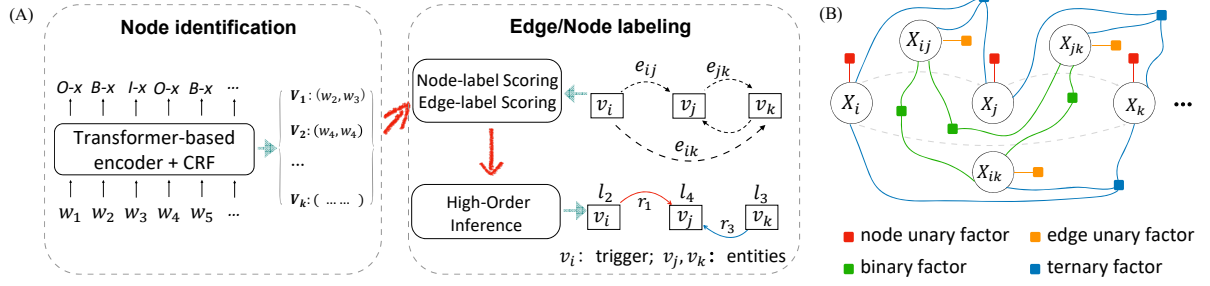 (A)
Node identification
O-x B-x I-x O-x B-x ...
Transformer-based
encoder + CRF
w₁ w₂ w₃ w₄ w₅ ...
V₁: (w₂, w₃)
V₂: (w₄, w₄)
...
Vₖ: ( ... ... )
Edge/Node labeling
Node-label Scoring
Edge-label Scoring
High-Order
Inference
eᵢⱼ eⱼₖ
vᵢ vⱼ vₖ
eᵢₖ
l₂ l₄ l₃
r₁
vᵢ vⱼ vₖ
r₃
vᵢ: trigger; vⱼ, vₖ: entities
(B)
Xᵢⱼ Xⱼₖ
Xᵢ Xⱼ Xₖ ...
Xᵢₖ
node unary factor
edge unary factor
binary factor
ternary factor